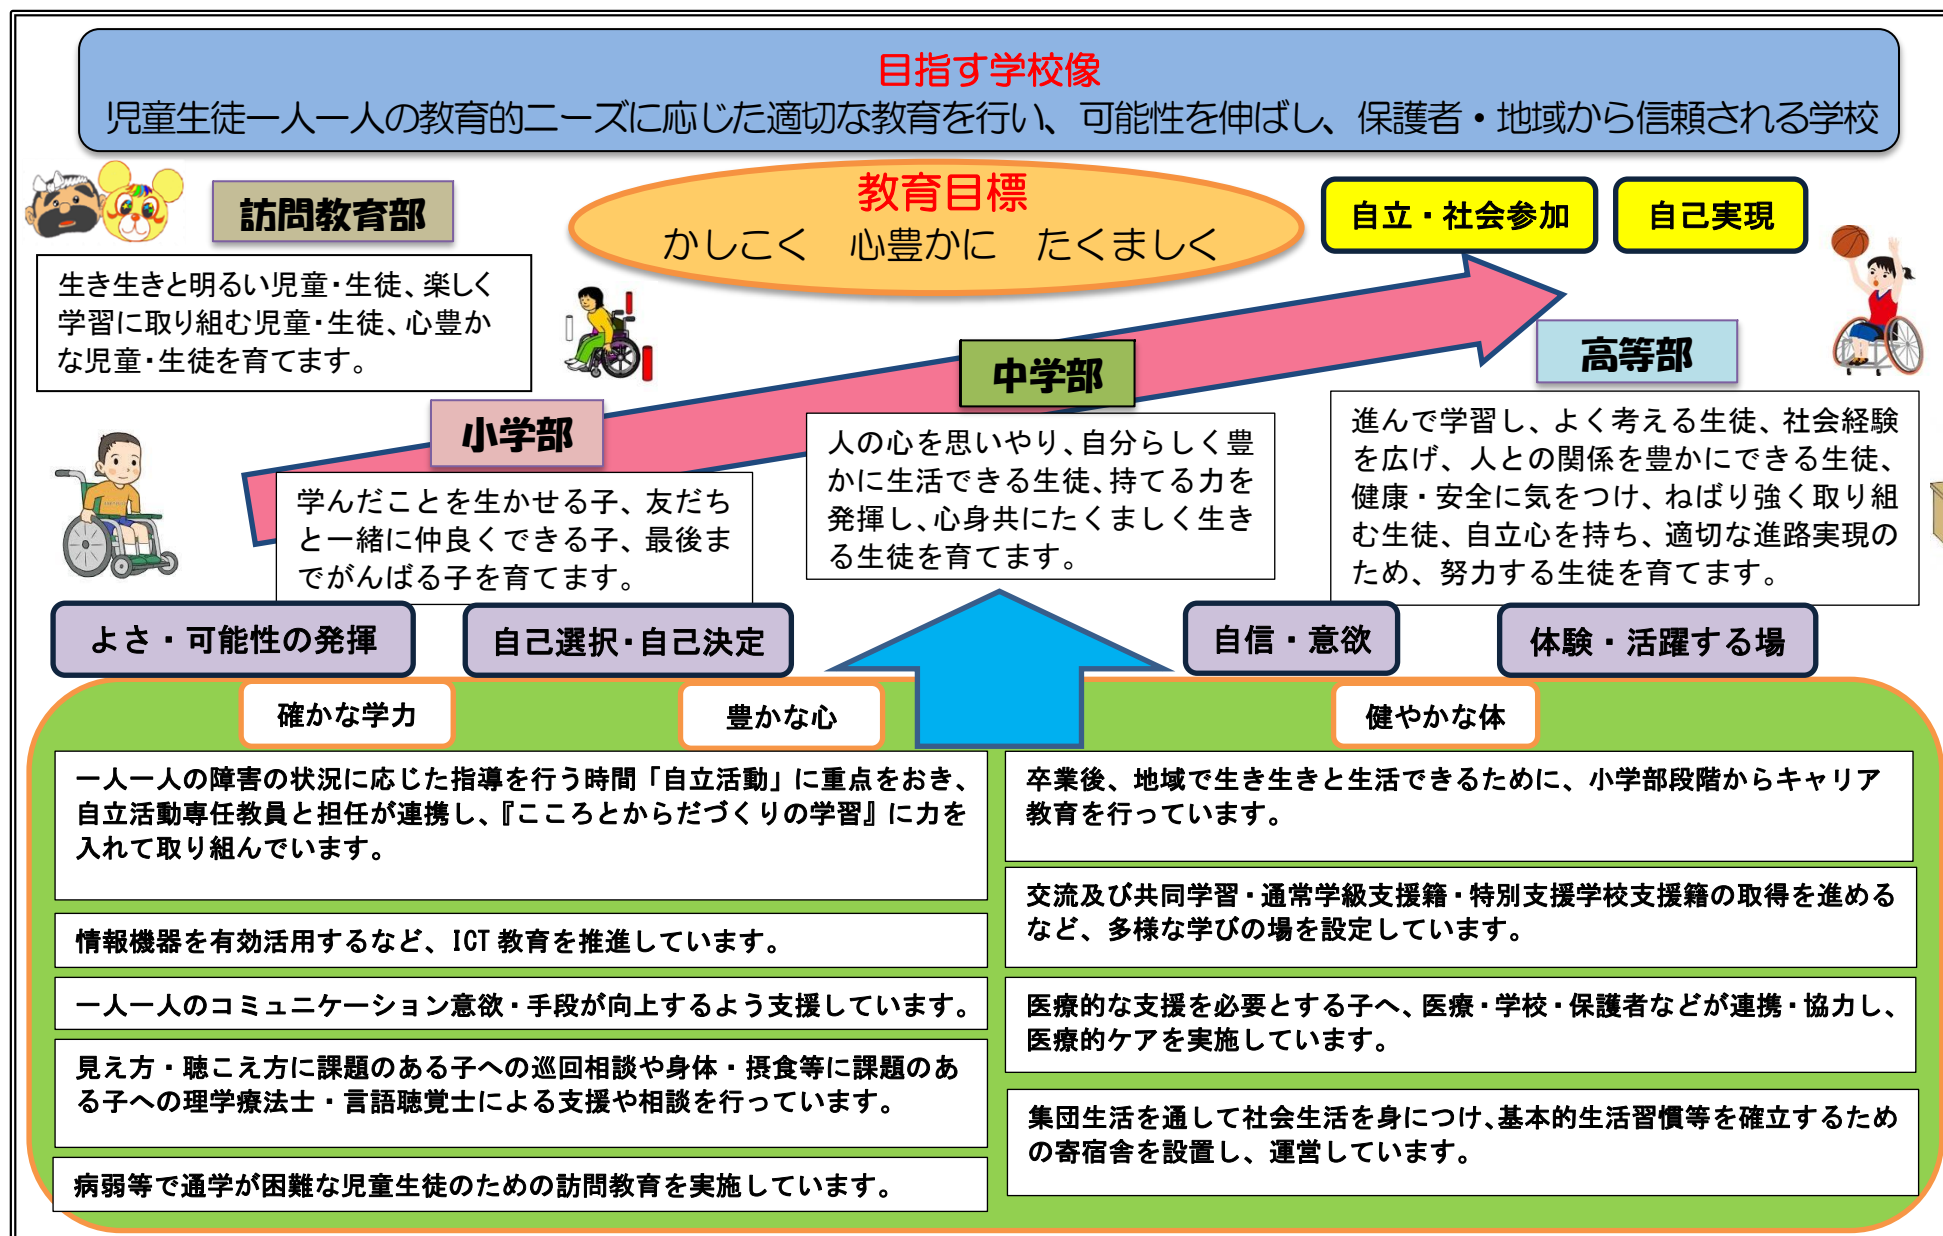 目指す学校像
児童生徒一人一人の教育的ニーズに応じた適切な教育を行い、可能性を伸ばし、保護者・地域から信頼される学校
教育目標
かしこく　心豊かに　たくましく
自立・社会参加
自己実現
訪問教育部
生き生きと明るい児童・生徒、楽しく
学習に取り組む児童・生徒、心豊か
な児童・生徒を育てます。
小学部
学んだことを生かせる子、友だち
と一緒に仲良くできる子、最後ま
でがんばる子を育てます。
中学部
人の心を思いやり、自分らしく豊
かに生活できる生徒、持てる力を
発揮し、心身共にたくましく生き
る生徒を育てます。
高等部
進んで学習し、よく考える生徒、社会経験
を広げ、人との関係を豊かにできる生徒、
健康・安全に気をつけ、ねばり強く取り組
む生徒、自立心を持ち、適切な進路実現の
ため、努力する生徒を育てます。
よさ・可能性の発揮
自己選択・自己決定
自信・意欲
体験・活躍する場
確かな学力
豊かな心
健やかな体
一人一人の障害の状況に応じた指導を行う時間「自立活動」に重点をおき、
自立活動専任教員と担任が連携し、『こころとからだづくりの学習』に力を
入れて取り組んでいます。
情報機器を有効活用するなど、ICT 教育を推進しています。
一人一人のコミュニケーション意欲・手段が向上するよう支援しています。
見え方・聴こえ方に課題のある子への巡回相談や身体・摂食等に課題のあ
る子への理学療法士・言語聴覚士による支援や相談を行っています。
病弱等で通学が困難な児童生徒のための訪問教育を実施しています。
卒業後、地域で生き生きと生活できるために、小学部段階からキャリア
教育を行っています。
交流及び共同学習・通常学級支援籍・特別支援学校支援籍の取得を進める
など、多様な学びの場を設定しています。
医療的な支援を必要とする子へ、医療・学校・保護者などが連携・協力し、
医療的ケアを実施しています。
集団生活を通して社会生活を身につけ、基本的生活習慣等を確立するため
の寄宿舎を設置し、運営しています。